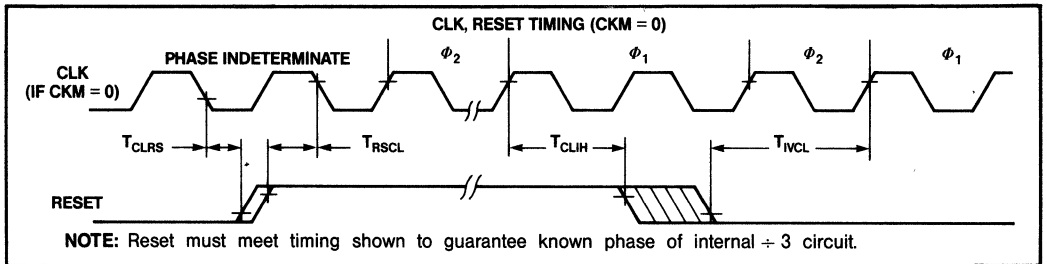 CLK, RESET TIMING (CKM = 0)
PHASE INDETERMINATE
Φ2
Φ1
Φ2
Φ1
CLK
(IF CKM = 0)
TCLRS
TRSCL
TCLIH
TIVCL
RESET
NOTE: Reset must meet timing shown to guarantee known phase of internal ÷ 3 circuit.